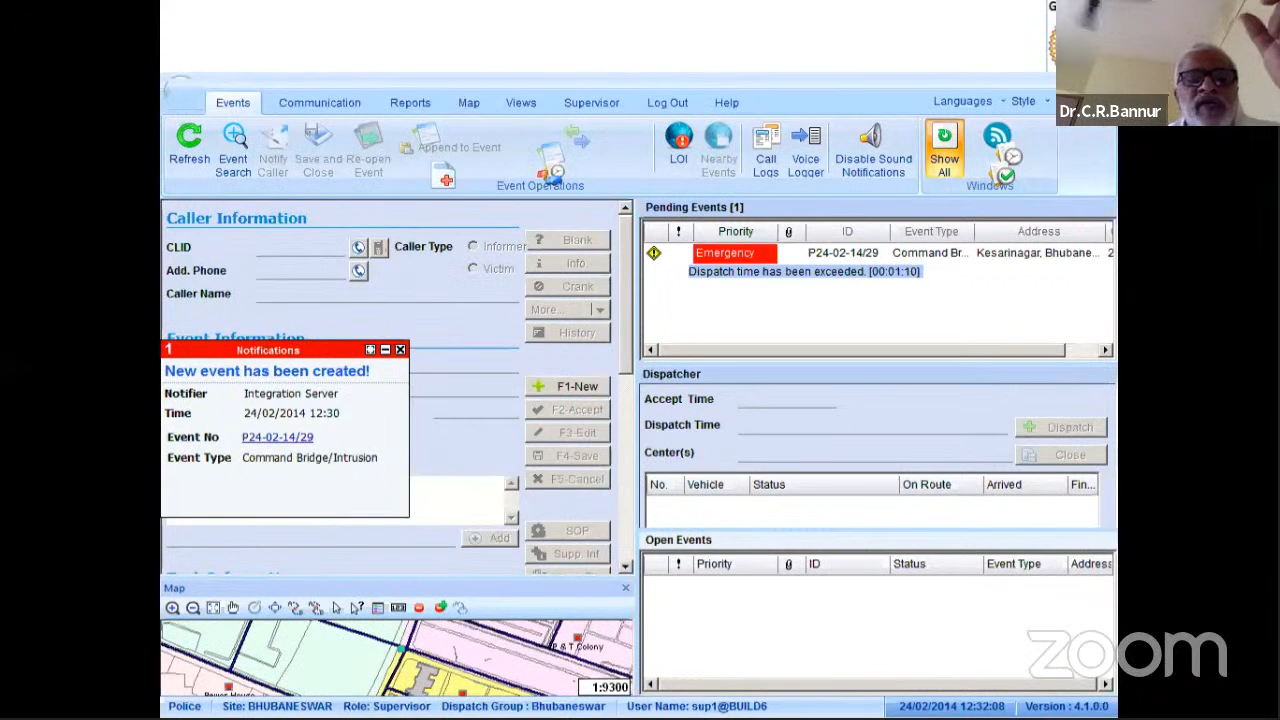 G
Dr.C.R.Bannur
Events Communication Reports Map Views Supervisor Log Out Help Languages Style
Refresh Event Search Notify Caller Save and Close Re-open Event Append to Event LOI Nearby Events Call Logs Voice Logger Disable Sound Notifications Show All
Event Operations Windows
Caller Information
CLID Caller Type Informer
Add. Phone Victim
Caller Name
Blank
Info.
Crank
More...
History
Event Information
1 Notifications
New event has been created!
Notifier Integration Server
Time 24/02/2014 12:30
Event No P24-02-14/29
Event Type Command Bridge/Intrusion
F1-New
F2-Accept
F3-Edit
F4-Save
F5-Cancel
Add
SOP
Supp. Inf
Pending Events [1]
! Priority ID Event Type Address
Emergency P24-02-14/29 Command Br... Kesarinagar, Bhubane... 2
Dispatch time has been exceeded. [00:01:10]
Dispatcher
Accept Time
Dispatch Time
Center(s)
Dispatch
Close
No. Vehicle Status On Route Arrived Fin...
Open Events
! Priority ID Status Event Type Address
Map
P & T Colony
Power House
1:9300
zoom
Police Site: BHUBANESWAR Role: Supervisor Dispatch Group : Bhubaneswar User Name: sup1@BUILD6 24/02/2014 12:32:08 Version : 4.1.0.0